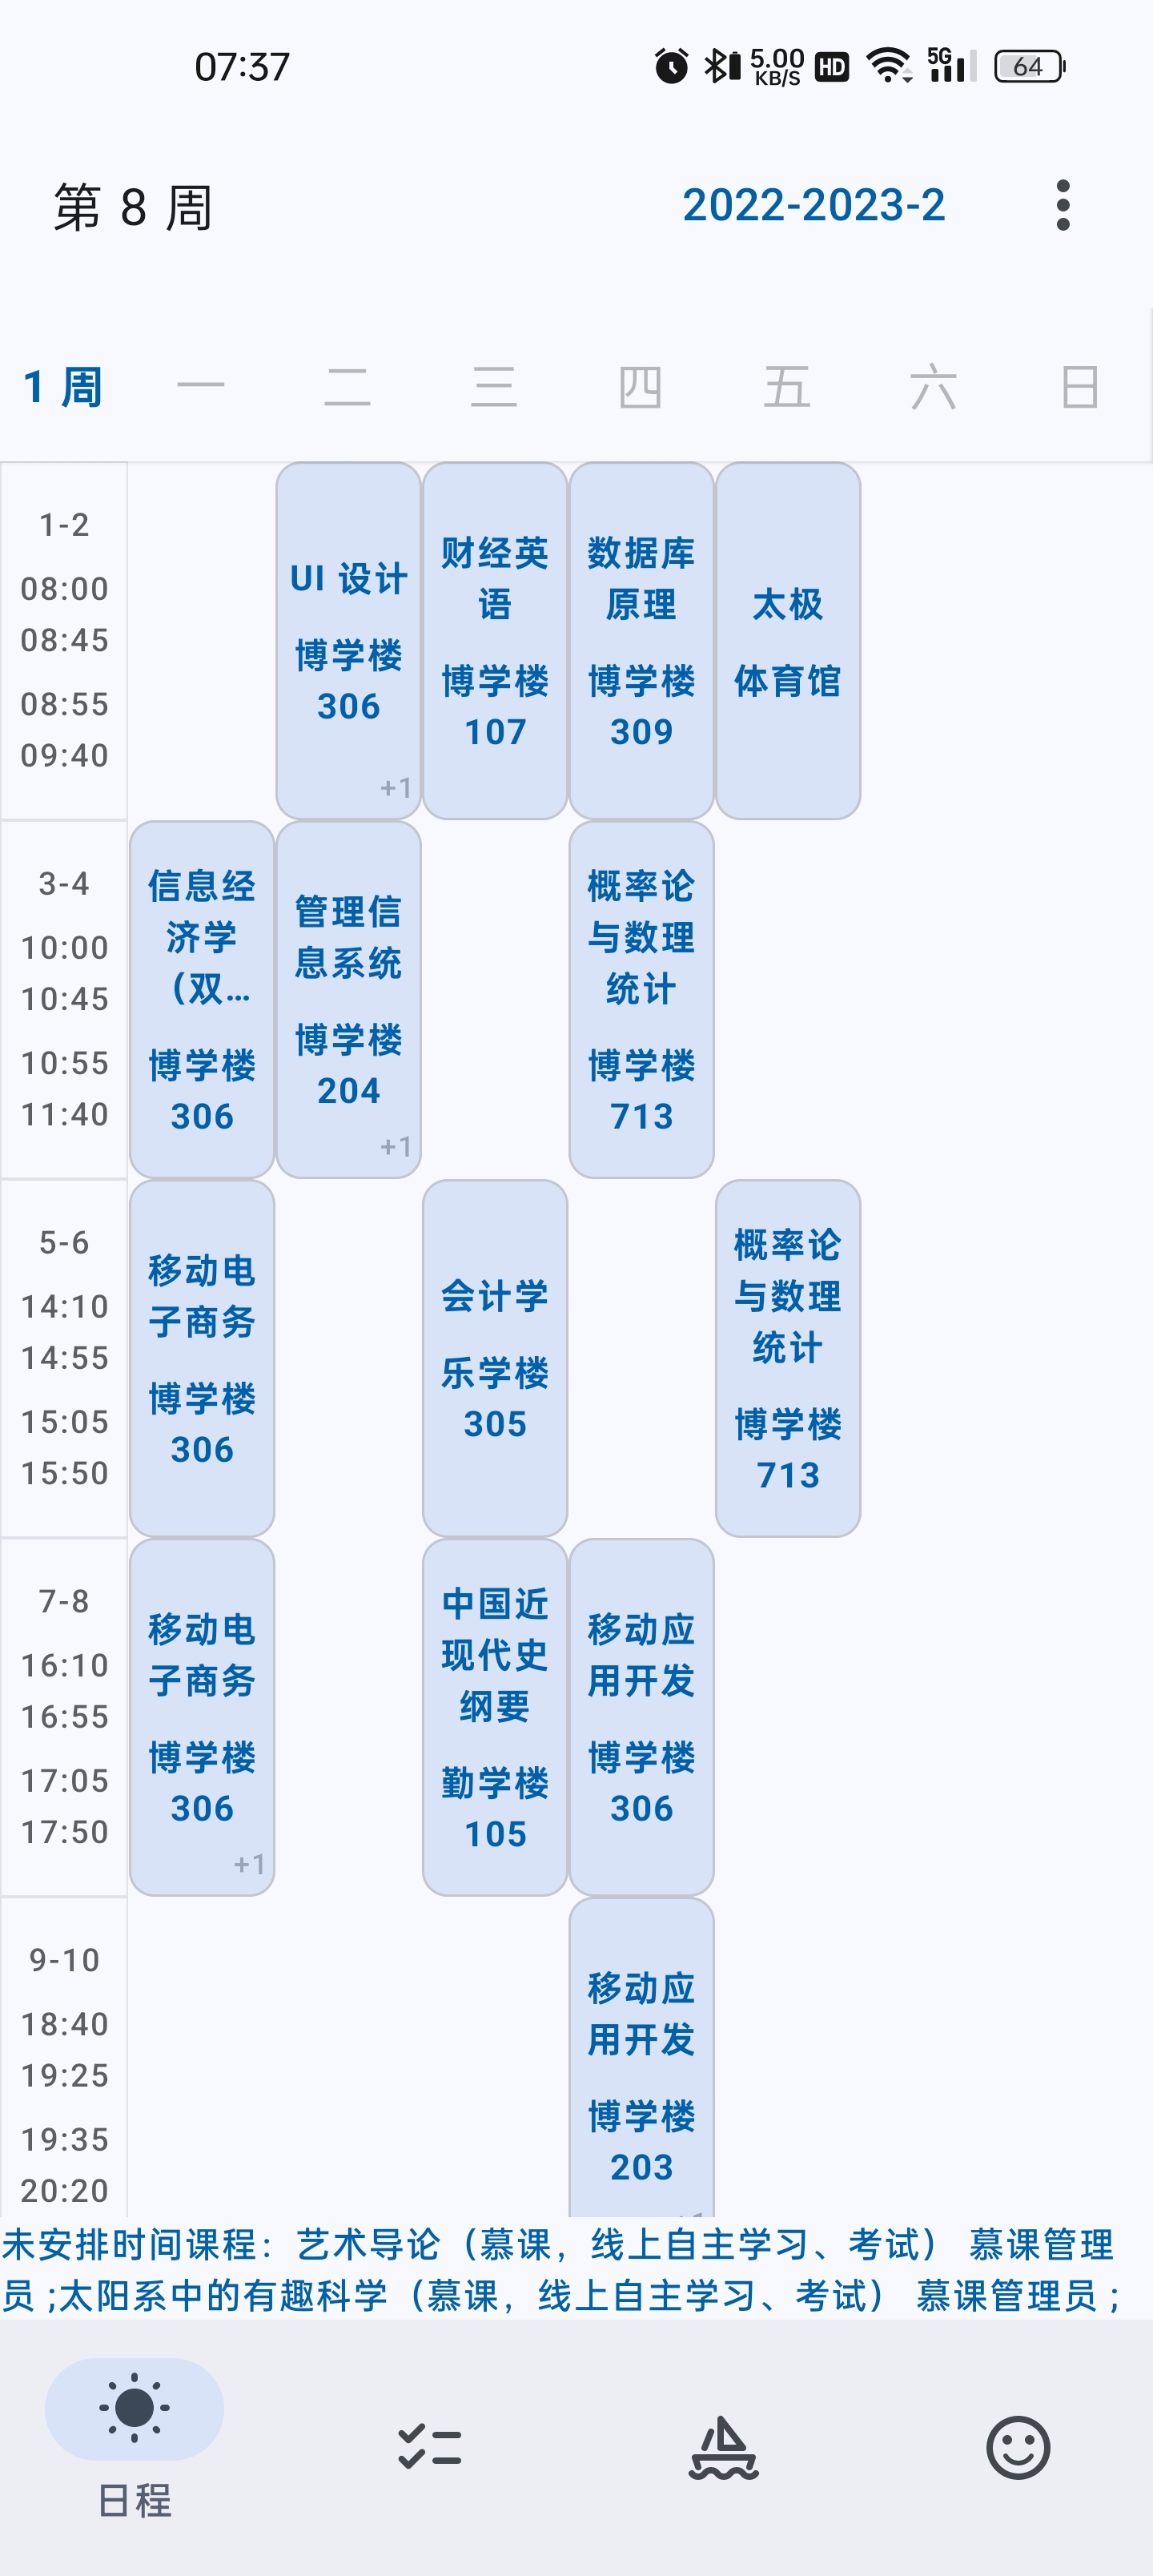 07:37
5.00
KB/S
HD
5G
64
第 8 周
2022-2023-2
1 周 一 二 三 四 五 六 日
1-2
08:00
08:45
08:55
09:40
UI 设计
博学楼
306
+1
财经英
语
博学楼
107
数据库
原理
博学楼
309
太极
体育馆
3-4
10:00
10:45
10:55
11:40
信息经
济学
（双...
博学楼
306
管理信
息系统
博学楼
204
+1
概率论
与数理
统计
博学楼
713
5-6
14:10
14:55
15:05
15:50
移动电
子商务
博学楼
306
会计学
乐学楼
305
概率论
与数理
统计
博学楼
713
7-8
16:10
16:55
17:05
17:50
移动电
子商务
博学楼
306
+1
中国近
现代史
纲要
勤学楼
105
移动应
用开发
博学楼
306
9-10
18:40
19:25
19:35
20:20
移动应
用开发
博学楼
203
未安排时间课程：艺术导论（慕课，线上自主学习、考试） 慕课管理
员 ;太阳系中的有趣科学（慕课，线上自主学习、考试） 慕课管理员 ;
日程